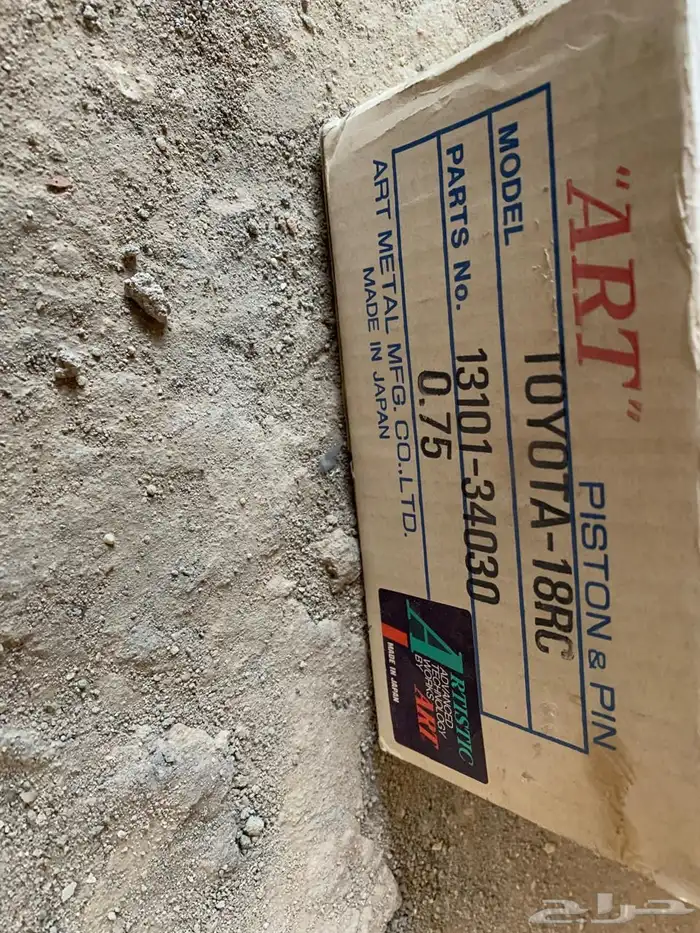 "ART" PISTON & PIN
MODEL TOYOTA-18RC
PARTS No. 13101-34030
0.75
ART METAL MFG. CO.,LTD.
MADE IN JAPAN
ARTISTIC
ADVANCED
TECHNOLOGY
WORKS
BY ART
MADE IN JAPAN
حراج